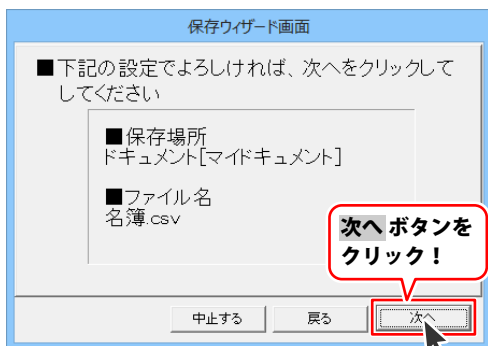 保存ウィザード画面
■下記の設定でよろしければ、次へをクリックして
してください
■保存場所
ドキュメント[マイドキュメント]
■ファイル名
名簿.csv
次へ ボタンを
クリック！
中止する
戻る
次へ